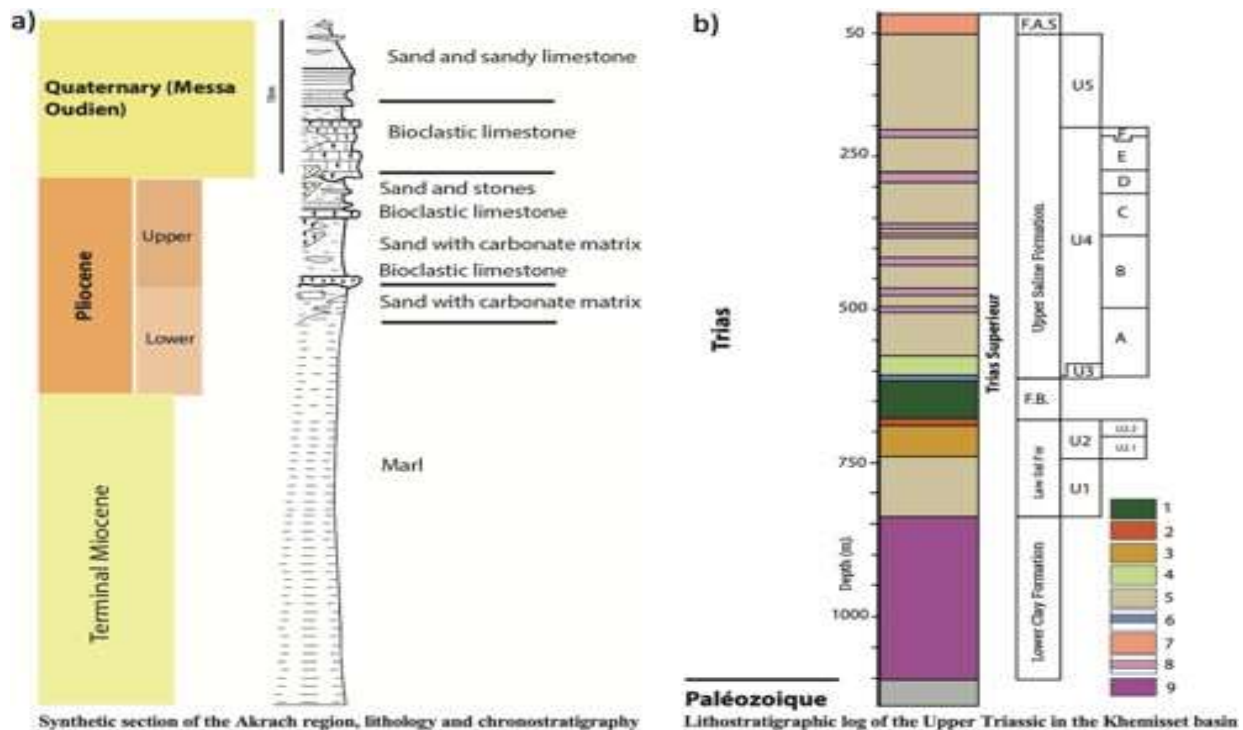 a)
Quaternary (Messa
Oudien)
Pliocene
Upper
Lower
Terminal Miocene
Sand and sandy limestone
Bioclastic limestone
Sand and stones
Bioclastic limestone
Sand with carbonate matrix
Bioclastic limestone
Sand with carbonate matrix
Marl
Synthetic section of the Akrach region, lithology and chronostratigraphy
b)
50
250
500
750
1000
Depth (m)
Trias
Paléozoique
Trias Superieur
F.A.S
Upper Saline Formation
F.B.
Lower Clay Formation
U5
U4
U3
U2
U1
F
E
D
C
B
A
U2.2
U2.1
1
2
3
4
5
6
7
8
9
Lithostratigraphic log of the Upper Triassic in the Khemisset basin